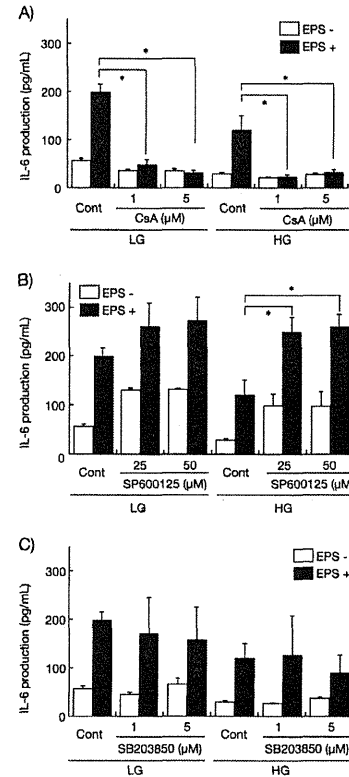 A)
EPS -
EPS +
IL-6 production (pg/mL)
300
200
100
0
*
*
*
*
Cont 1 5 Cont 1 5
CsA (μM) CsA (μM)
LG HG
B)
EPS -
EPS +
IL-6 production (pg/mL)
300
200
100
0
*
*
Cont 25 50 Cont 25 50
SP600125 (μM) SP600125 (μM)
LG HG
C)
EPS -
EPS +
IL-6 production (pg/mL)
300
200
100
0
Cont 1 5 Cont 1 5
SB203850 (μM) SB203850 (μM)
LG HG